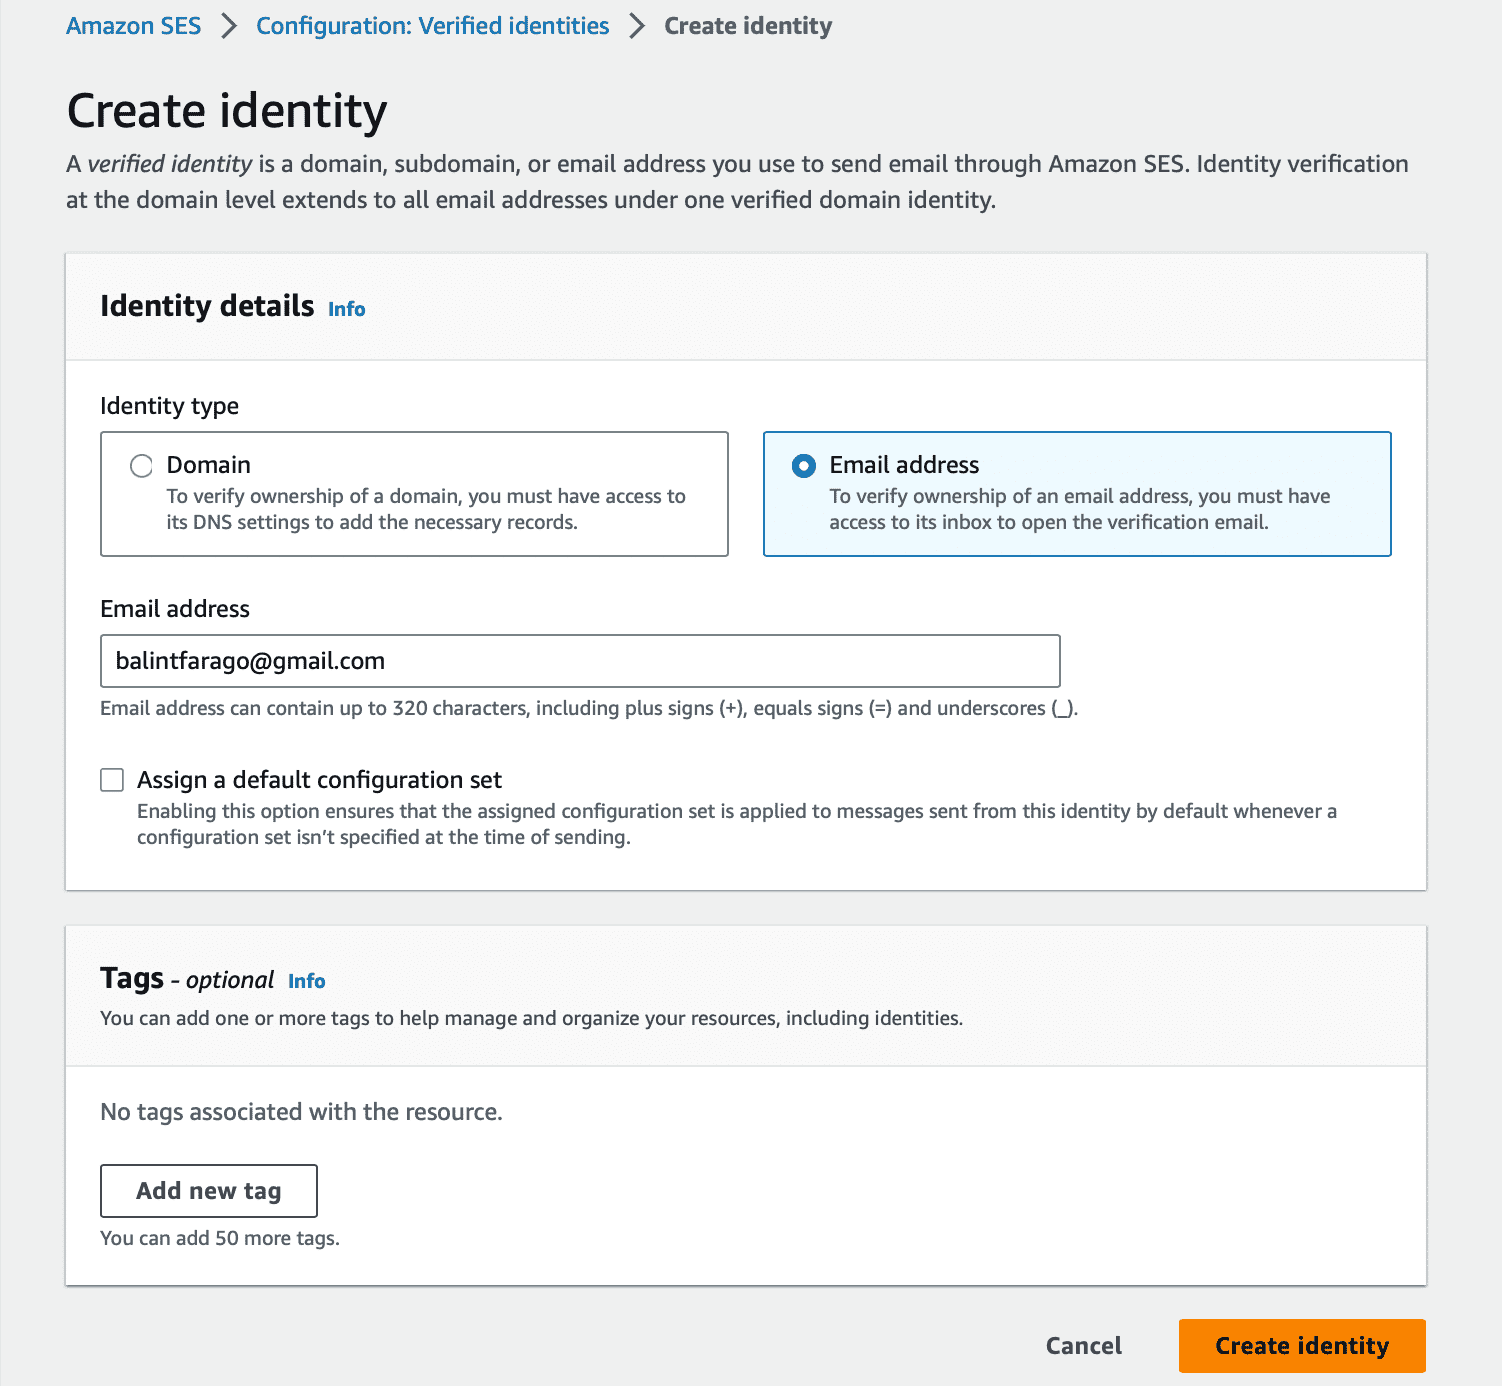 Amazon SES > Configuration: Verified identities > Create identity
Create identity
A verified identity is a domain, subdomain, or email address you use to send email through Amazon SES. Identity verification
at the domain level extends to all email addresses under one verified domain identity.
Identity details Info
Identity type
Domain
To verify ownership of a domain, you must have access to
its DNS settings to add the necessary records.
Email address
To verify ownership of an email address, you must have
access to its inbox to open the verification email.
Email address
balintfarago@gmail.com
Email address can contain up to 320 characters, including plus signs (+), equals signs (=) and underscores (_).
Assign a default configuration set
Enabling this option ensures that the assigned configuration set is applied to messages sent from this identity by default whenever a
configuration set isn’t specified at the time of sending.
Tags - optional Info
You can add one or more tags to help manage and organize your resources, including identities.
No tags associated with the resource.
Add new tag
You can add 50 more tags.
Cancel Create identity